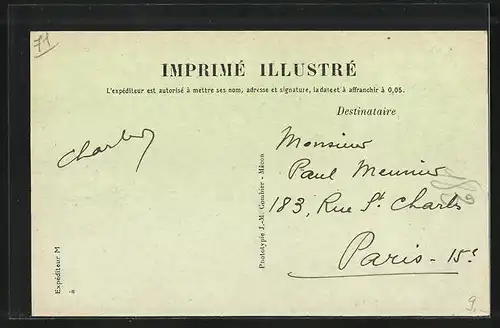 71
IMPRIMÉ ILLUSTRÉ
L'expéditeur est autorisé à mettre ses nom, adresse et signature, la date et à affranchir à 0,05.
Destinataire
Charles
Monsieur
Paul Meunier
183, Rue St. Charles
Paris - 15e
Phototypie J.-M. Combier - Mâcon
Expéditeur M
à
9.